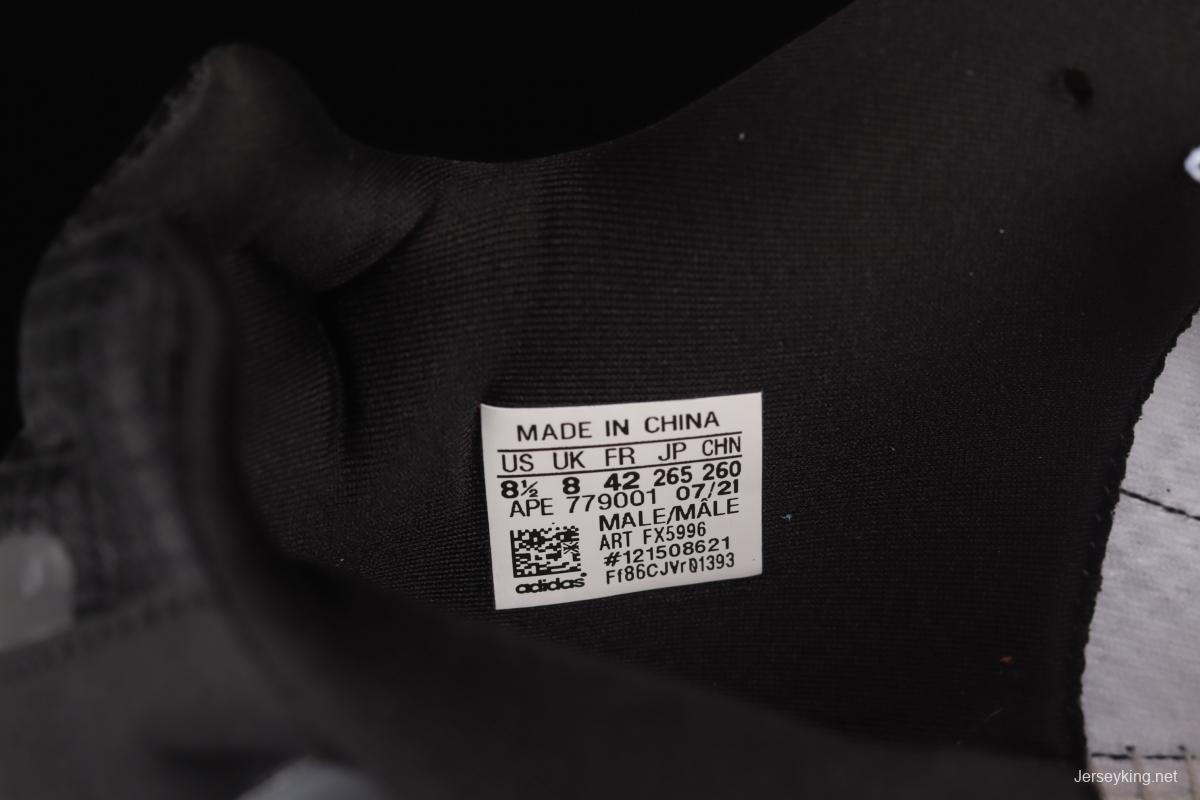 MADE IN CHINA
US UK FR JP CHN
8½ 8 42 265 260
APE 779001 07/21
MALE/MÂLE
ART FX5996
#121508621
Ff86CJVr01393
adidas
Jerseyking.net